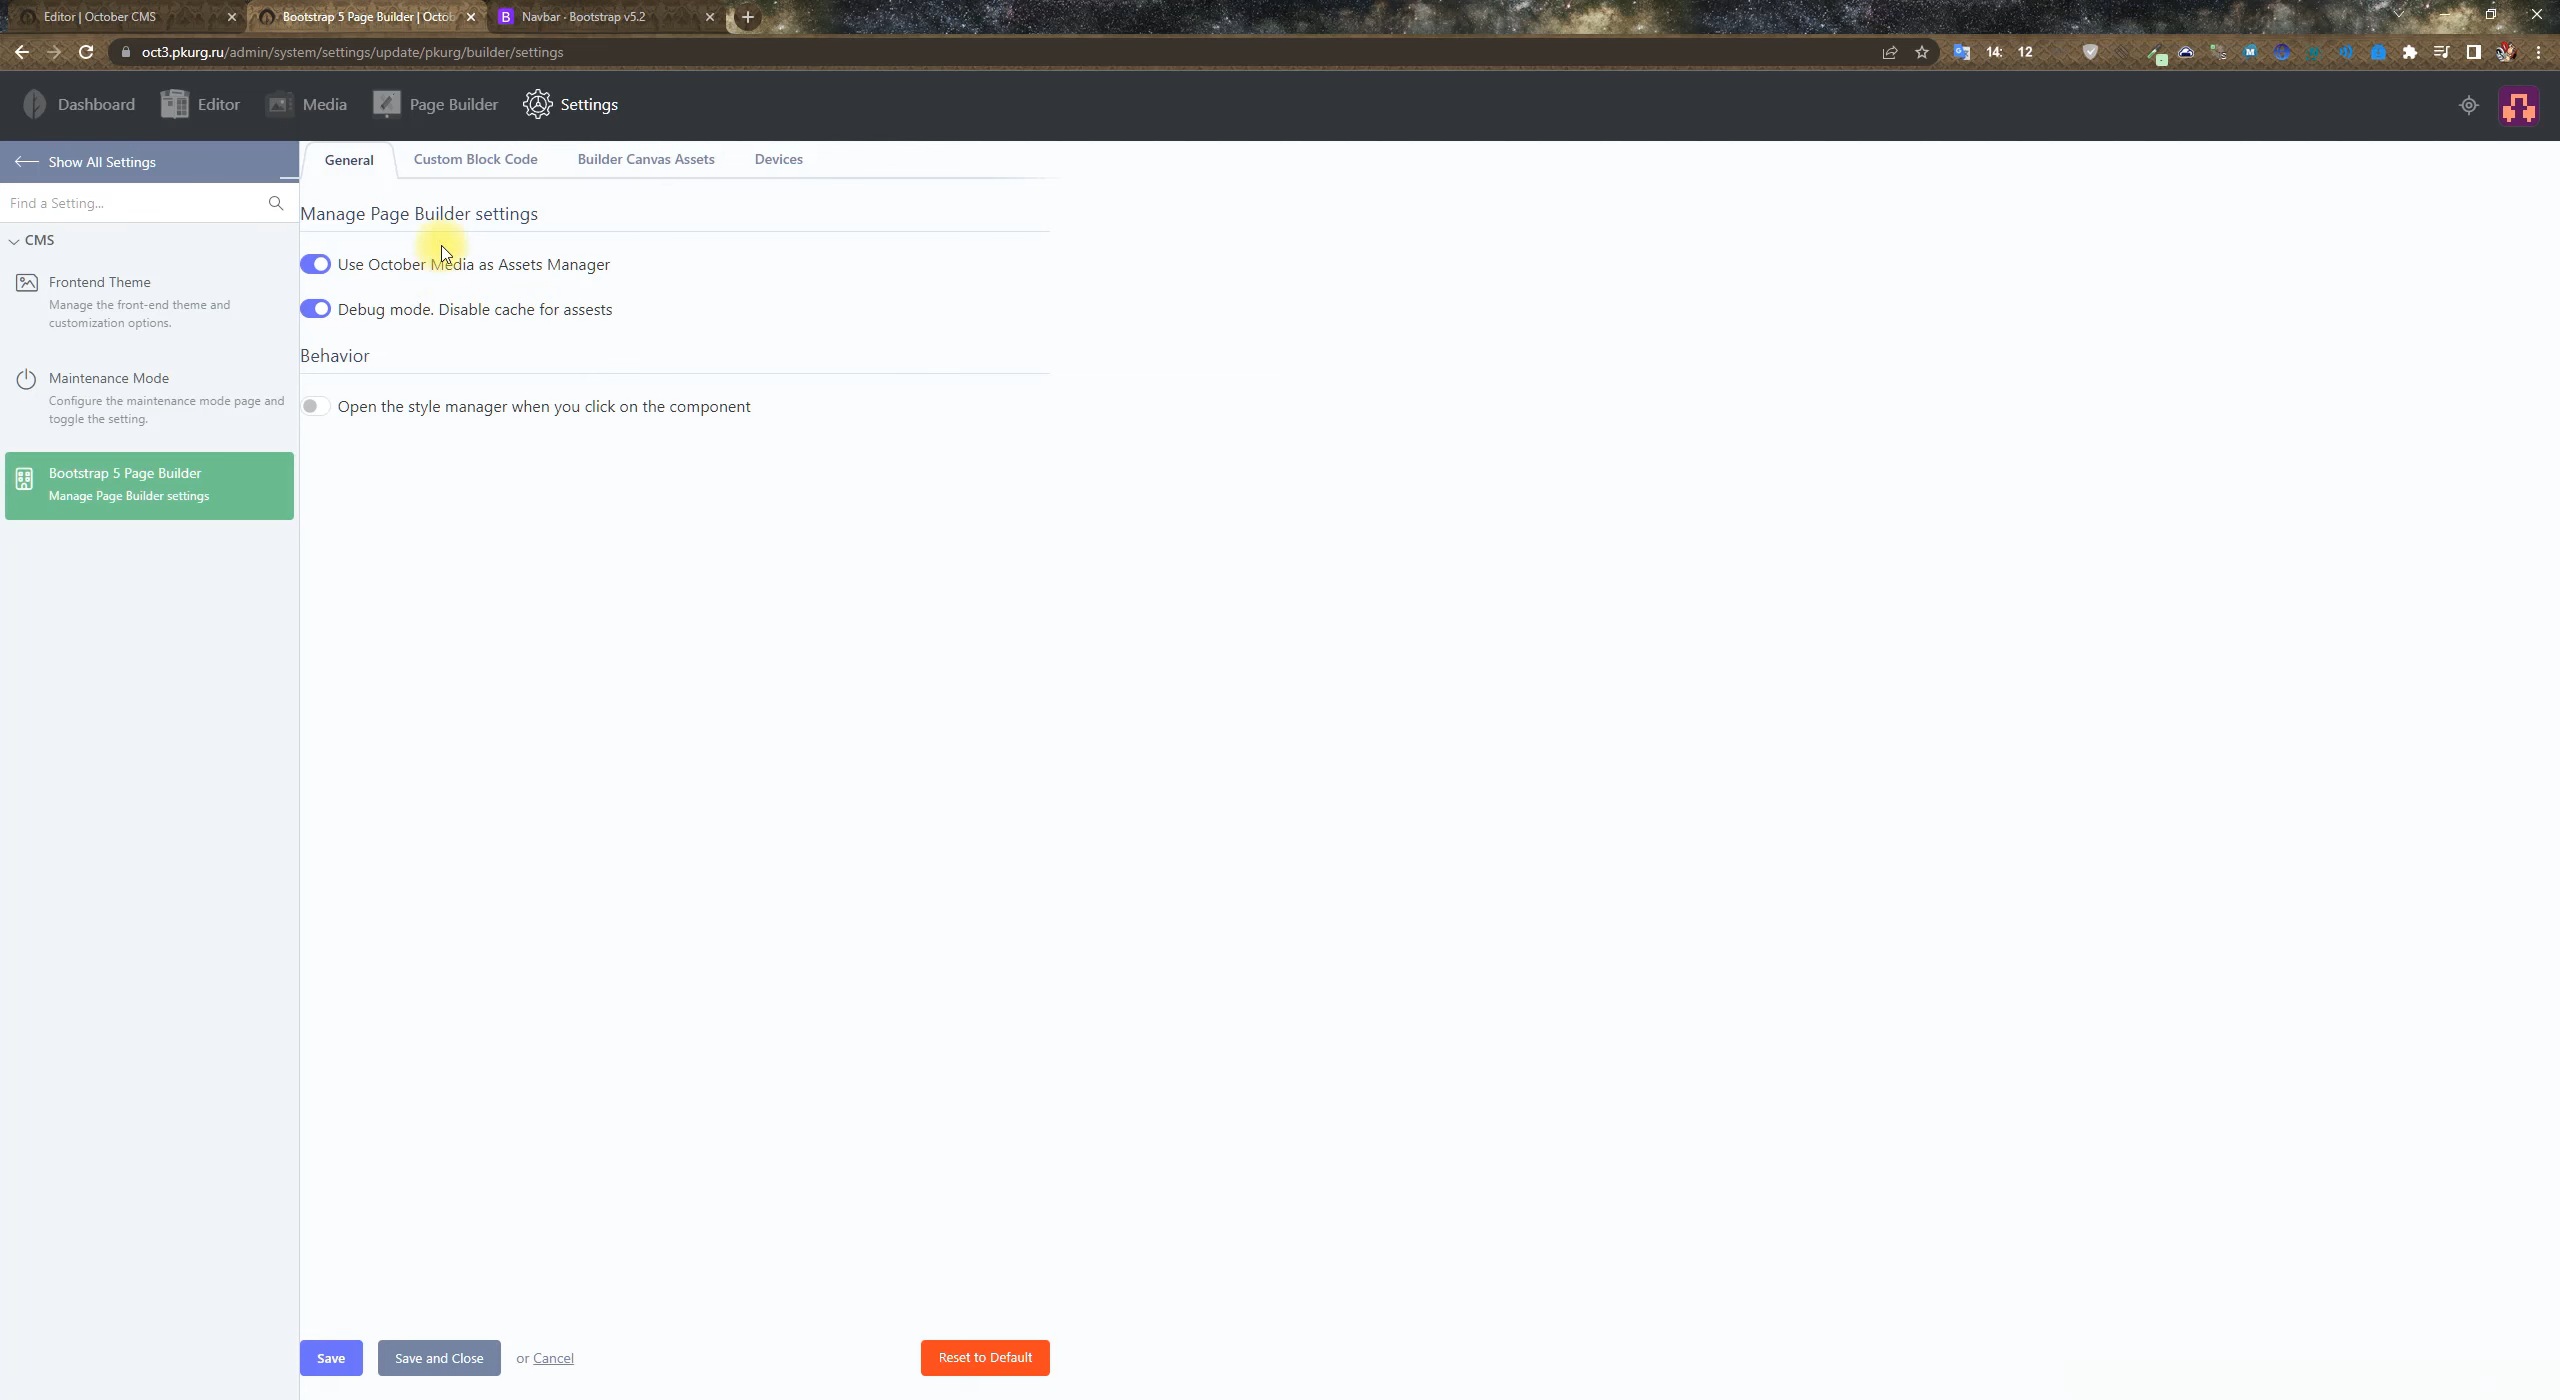 Editor | October CMS
Bootstrap 5 Page Builder | Octob
B Navbar · Bootstrap v5.2
oct3.pkurg.ru/admin/system/settings/update/pkurg/builder/settings
14: 12
M
Dashboard
Editor
Media
Page Builder
Settings
Show All Settings
Find a Setting...
CMS
Frontend Theme
Manage the front-end theme and
customization options.
Maintenance Mode
Configure the maintenance mode page and
toggle the setting.
Bootstrap 5 Page Builder
Manage Page Builder settings
General
Custom Block Code
Builder Canvas Assets
Devices
Manage Page Builder settings
Use October Media as Assets Manager
Debug mode. Disable cache for assests
Behavior
Open the style manager when you click on the component
Save
Save and Close
or Cancel
Reset to Default